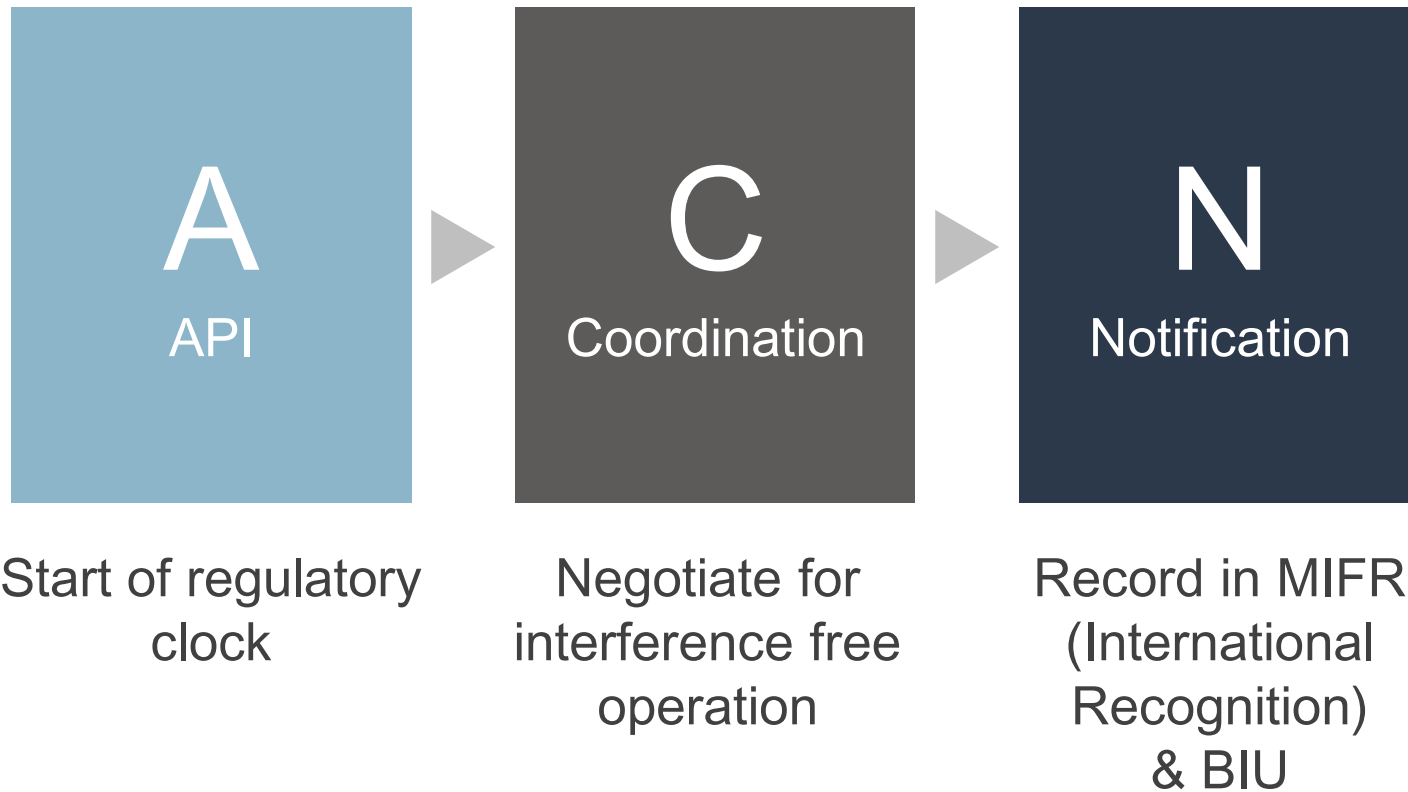 A
API
Start of regulatory
clock
C
Coordination
Negotiate for
interference free
operation
N
Notification
Record in MIFR
(International
Recognition)
& BIU